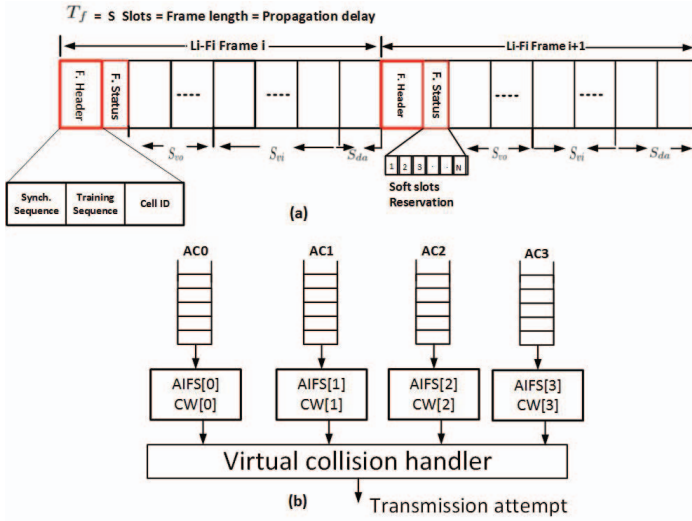 T_f = S Slots = Frame length = Propagation delay
Li-Fi Frame i
Li-Fi Frame i+1
F. Header
F. Status
----
----
F. Header
F. Status
----
----
S_vo
S_vi
S_da
S_vo
S_vi
S_da
1 2 3 - - N
Soft slots
Reservation
Synch.
Sequence
Training
Sequence
Cell ID
(a)
AC0
AC1
AC2
AC3
AIFS[0]
CW[0]
AIFS[1]
CW[1]
AIFS[2]
CW[2]
AIFS[3]
CW[3]
Virtual collision handler
(b)
Transmission attempt